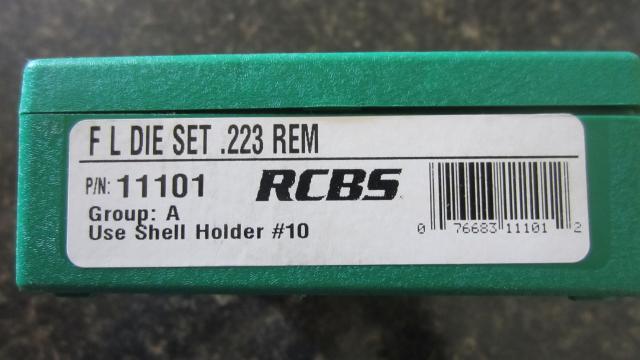 F L DIE SET .223 REM
P/N: 11101
RCBS
Group: A
Use Shell Holder #10
0 76683 11101 2